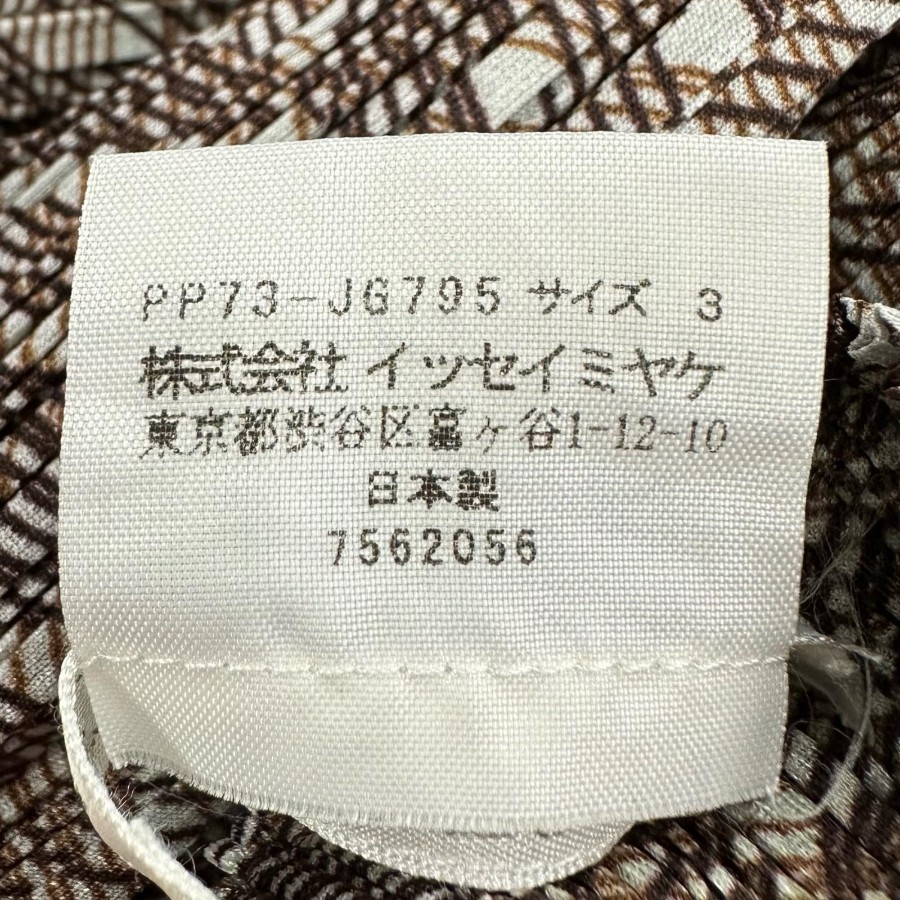 PP73-JG795 サイズ 3
株式会社 イッセイミヤケ
東京都渋谷区富ヶ谷1-12-10
日本製
7562056